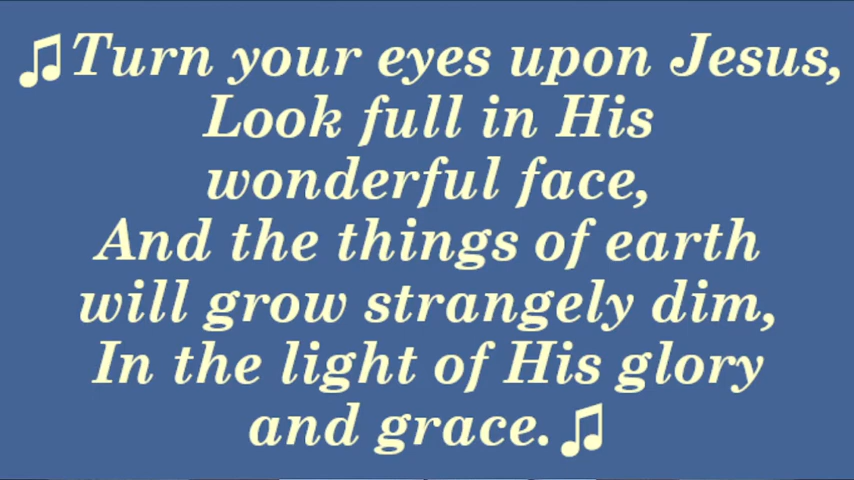 ♫Turn your eyes upon Jesus,
Look full in His
wonderful face,
And the things of earth
will grow strangely dim,
In the light of His glory
and grace.♫